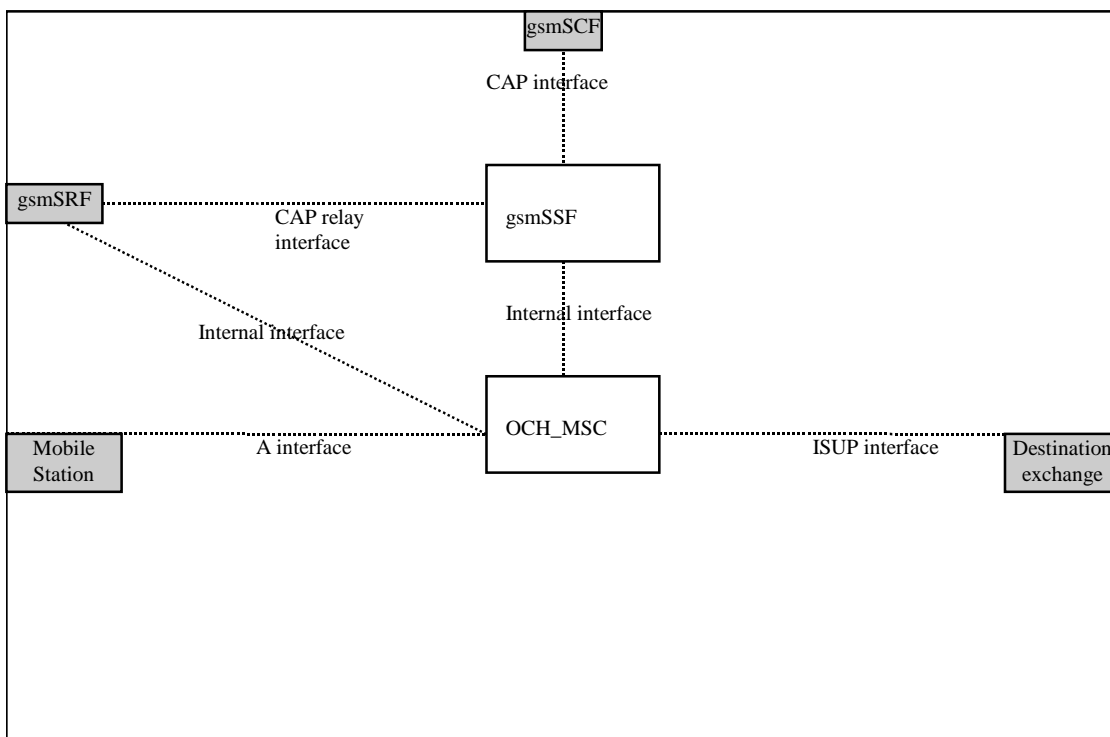 gsmSCF
CAP interface
gsmSRF
CAP relay
interface
gsmSSF
Internal interface
Internal interface
OCH_MSC
Mobile
Station
A interface
ISUP interface
Destination
exchange